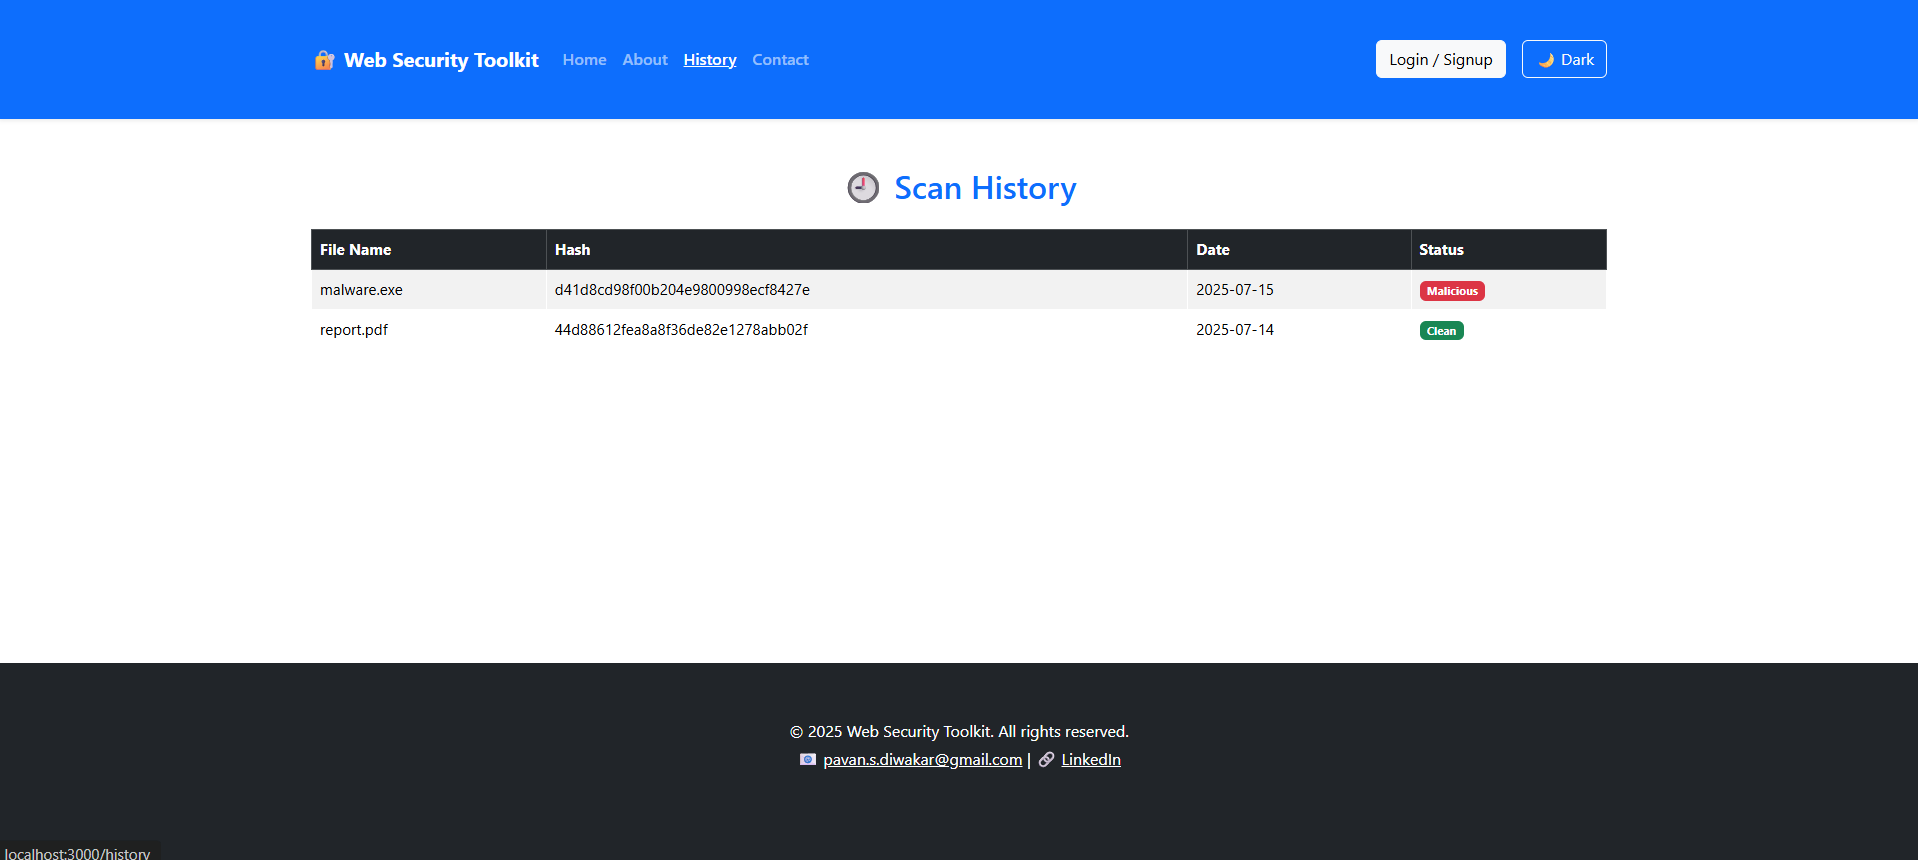 Web Security Toolkit Home About History Contact Login / Signup Dark
Scan History
File Name Hash Date Status
malware.exe d41d8cd98f00b204e9800998ecf8427e 2025-07-15 Malicious
report.pdf 44d88612fea8a8f36de82e1278abb02f 2025-07-14 Clean
© 2025 Web Security Toolkit. All rights reserved.
pavan.s.diwakar@gmail.com | LinkedIn
localhost:3000/history